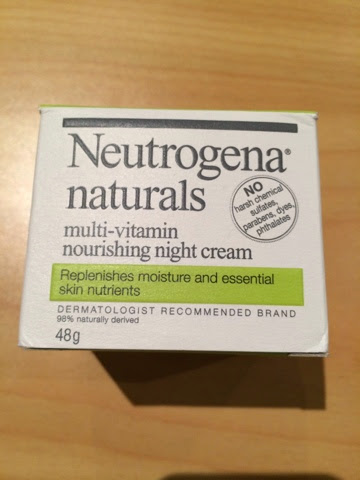 Neutrogena®
naturals
multi-vitamin
nourishing night cream
NO
harsh chemical
sulfates,
parabens, dyes,
phthalates
Replenishes moisture and essential
skin nutrients
DERMATOLOGIST RECOMMENDED BRAND
98% naturally derived
48g